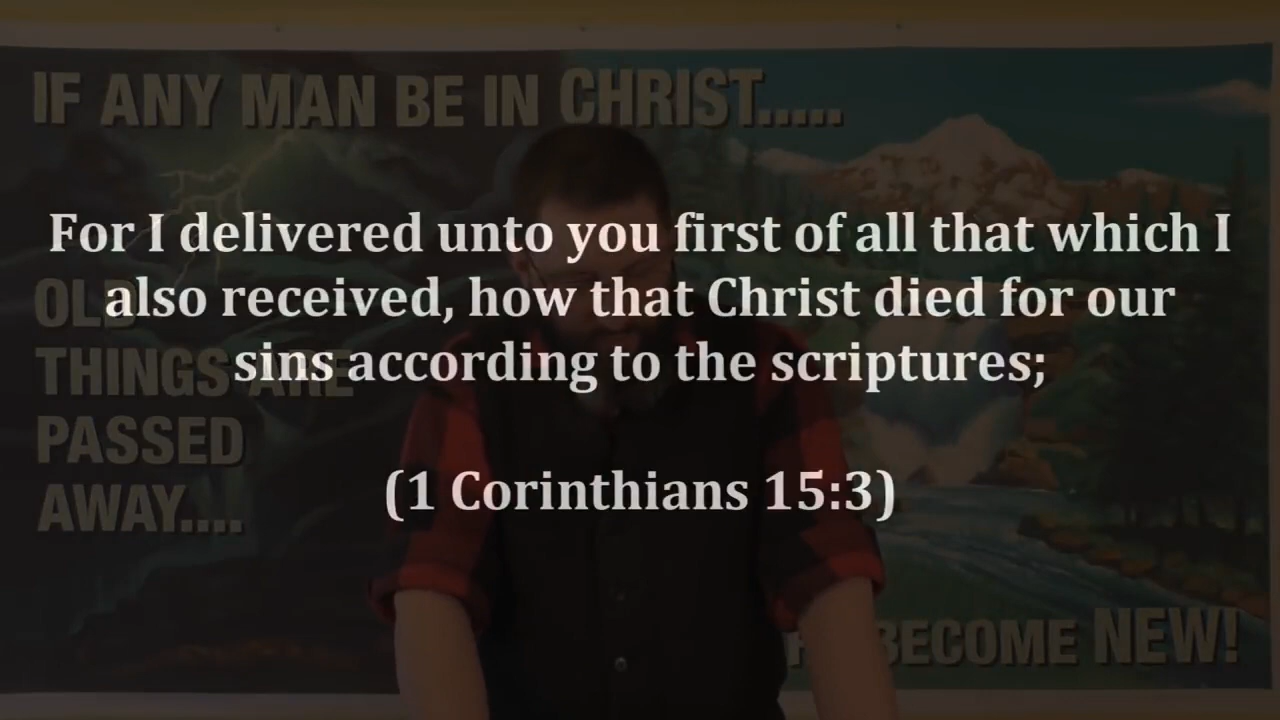 IF ANY MAN BE IN CHRIST.....
For I delivered unto you first of all that which I
also received, how that Christ died for our
sins according to the scriptures;
(1 Corinthians 15:3)
OLD
THINGS ARE
PASSED
AWAY....
BECOME NEW!